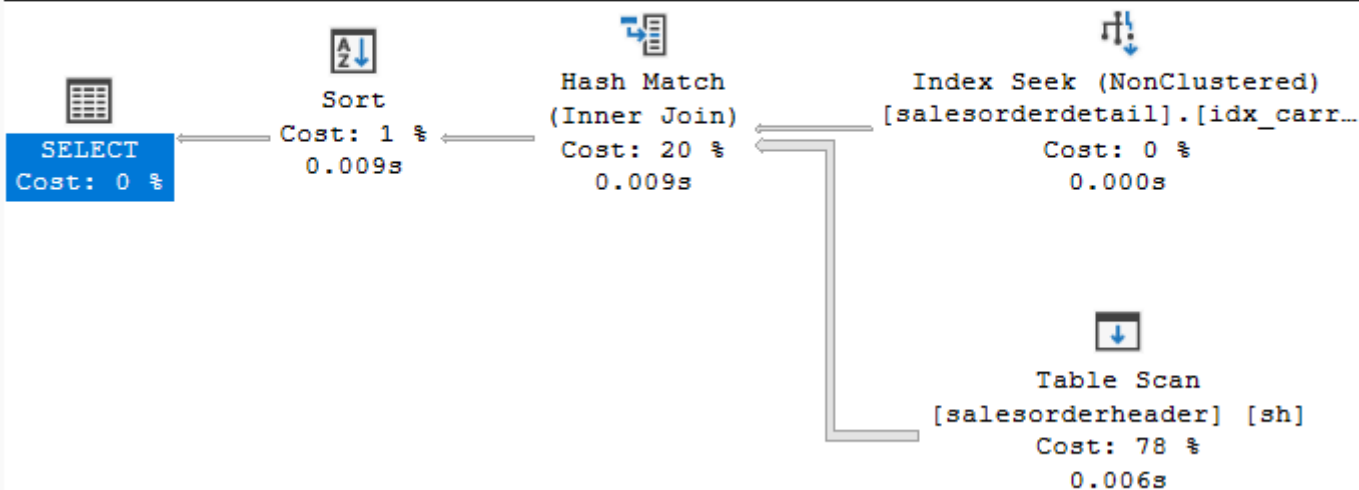 SELECT
Cost: 0 %
Sort
Cost: 1 %
0.009s
Hash Match
(Inner Join)
Cost: 20 %
0.009s
Index Seek (NonClustered)
[salesorderdetail].[idx_carr…
Cost: 0 %
0.000s
Table Scan
[salesorderheader] [sh]
Cost: 78 %
0.006s